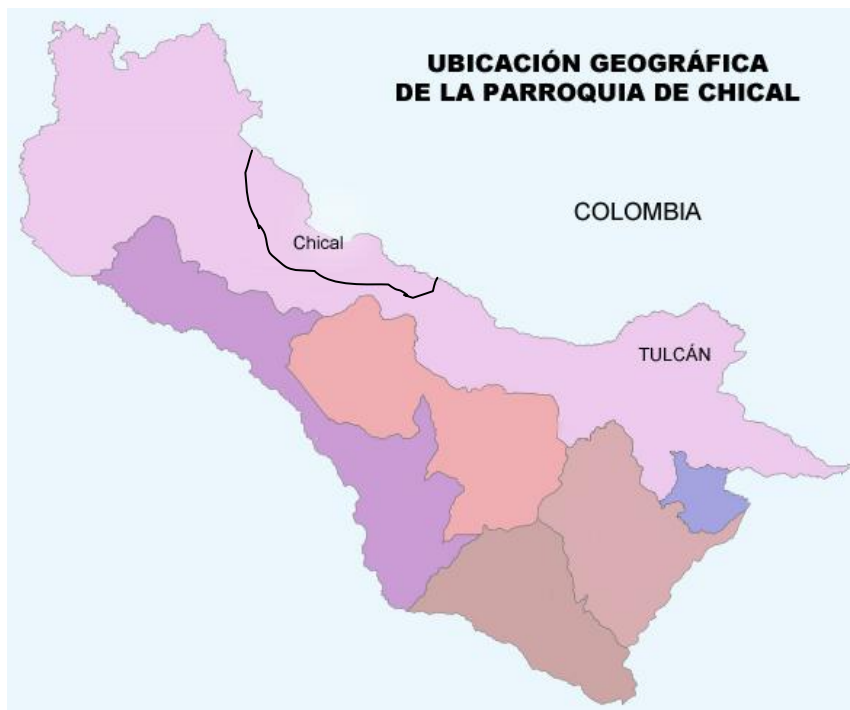 UBICACIÓN GEOGRÁFICA
DE LA PARROQUIA DE CHICAL
COLOMBIA
Chical
TULCÁN